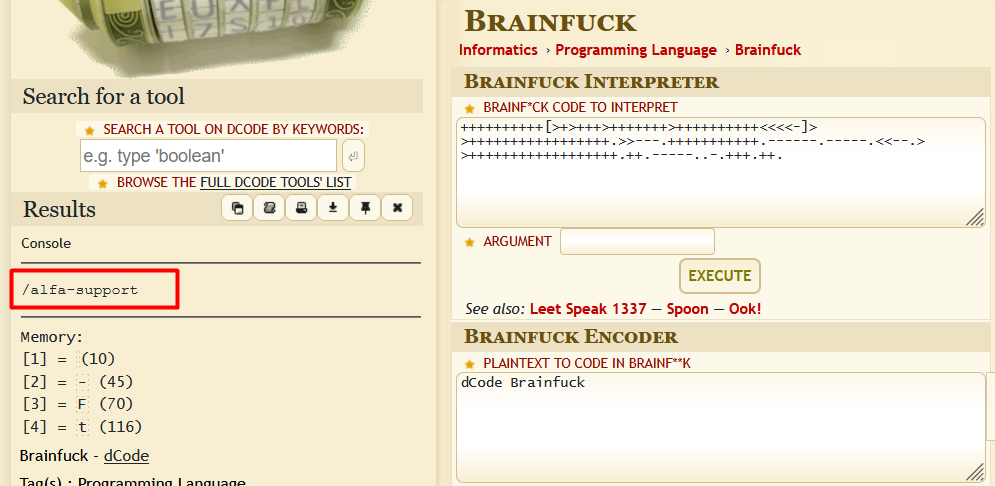 Search for a tool
SEARCH A TOOL ON DCODE BY KEYWORDS:
e.g. type 'boolean'
BROWSE THE FULL DCODE TOOLS' LIST
Results
Console
/alfa-support
Memory:
[1] = (10)
[2] = - (45)
[3] = F (70)
[4] = t (116)
Brainfuck - dCode
Tag(s) : Programming Language
BRAINFUCK
Informatics › Programming Language › Brainfuck
BRAINFUCK INTERPRETER
BRAINF*CK CODE TO INTERPRET
++++++++++[>+>+++>+++++++>++++++++++<<<<-]>
>+++++++++++++++++.>>---.+++++++++++.------.-----.<<--.>
>++++++++++++++++++.++.-----..-.+++.++.
ARGUMENT
EXECUTE
See also: Leet Speak 1337 — Spoon — Ook!
BRAINFUCK ENCODER
PLAINTEXT TO CODE IN BRAINF**K
dCode Brainfuck